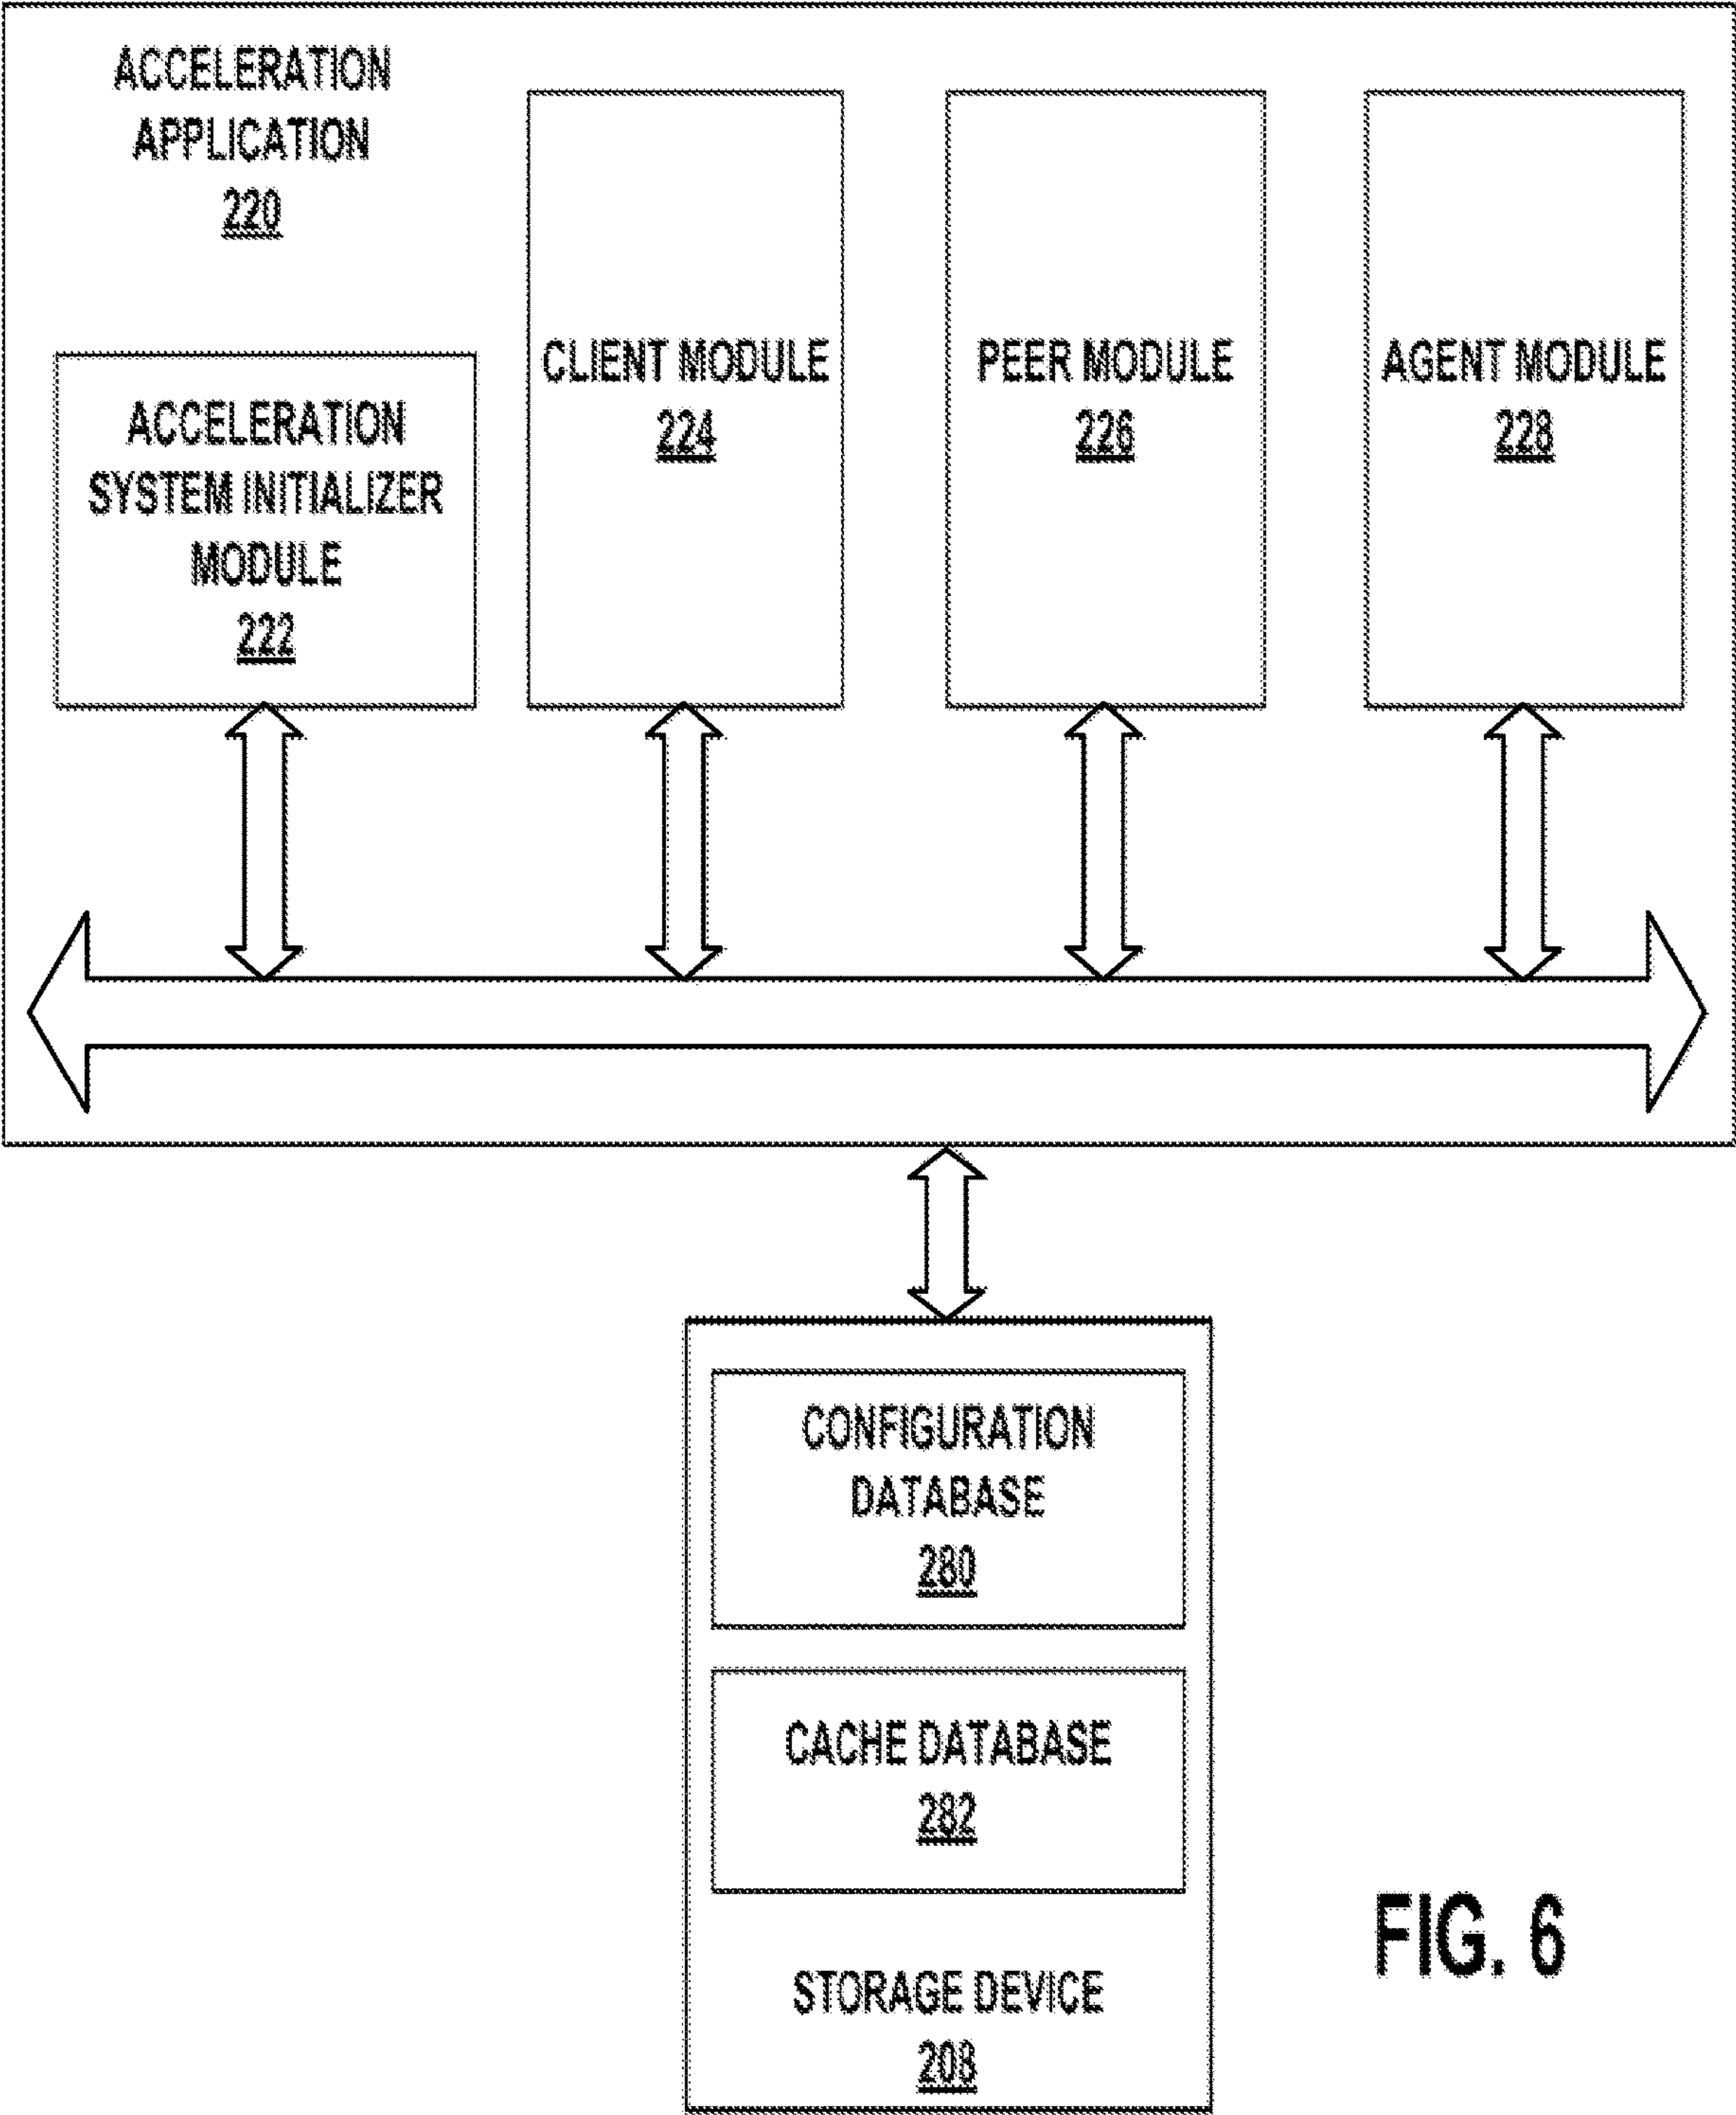 ACCELERATION
APPLICATION
220
CLIENT MODULE
224
PEER MODULE
226
AGENT MODULE
228
ACCELERATION
SYSTEM INITIALIZER
MODULE
222
CONFIGURATION
DATABASE
280
CACHE DATABASE
282
STORAGE DEVICE
208
FIG. 6